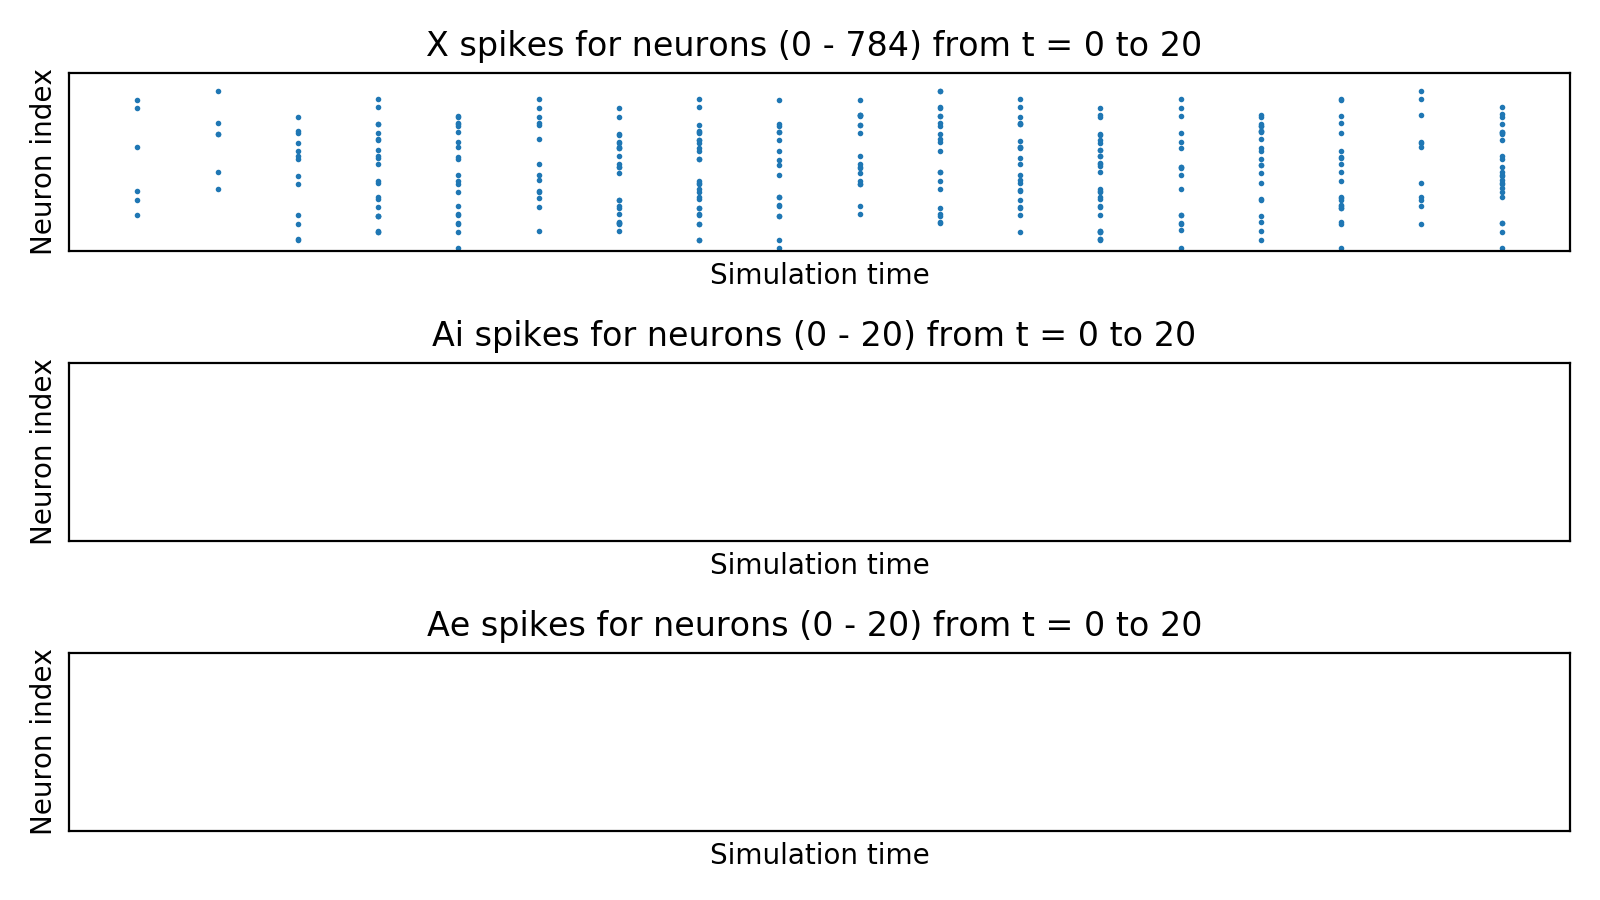 X spikes for neurons (0 - 784) from t = 0 to 20
Neuron index
Simulation time
Ai spikes for neurons (0 - 20) from t = 0 to 20
Neuron index
Simulation time
Ae spikes for neurons (0 - 20) from t = 0 to 20
Neuron index
Simulation time